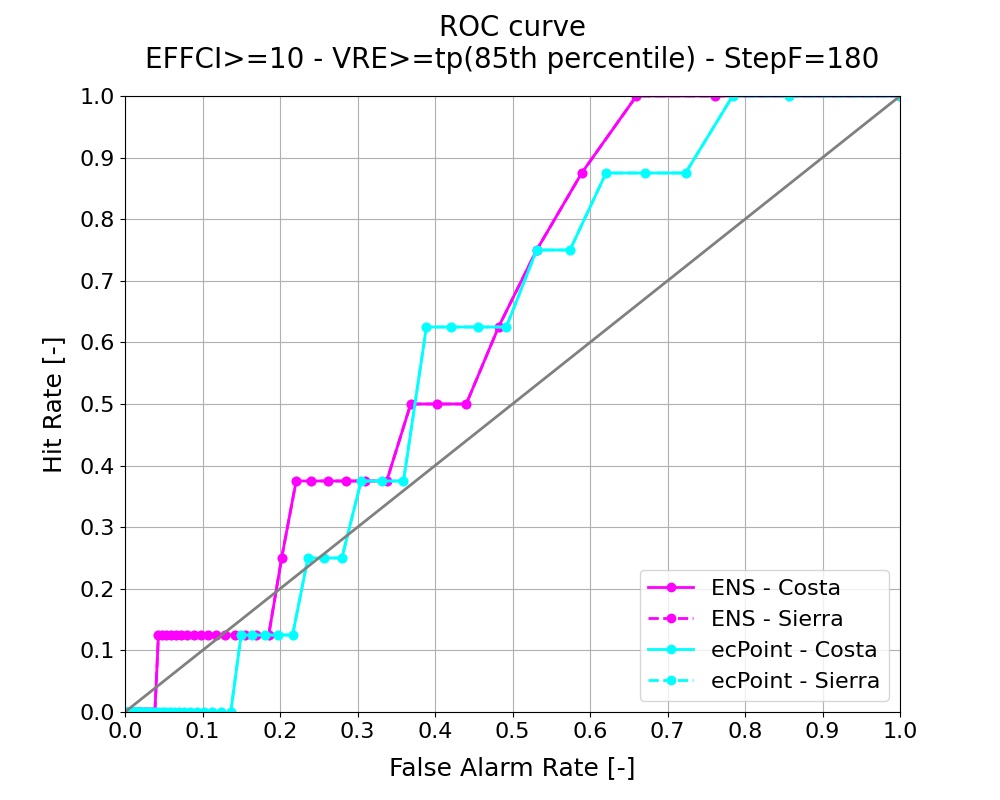 ROC curve
EFFCI>=10 - VRE>=tp(85th percentile) - StepF=180
1.0
0.9
0.8
0.7
0.6
0.5
0.4
0.3
0.2
0.1
0.0
Hit Rate [-]
ENS - Costa
ENS - Sierra
ecPoint - Costa
ecPoint - Sierra
0.0 0.1 0.2 0.3 0.4 0.5 0.6 0.7 0.8 0.9 1.0
False Alarm Rate [-]